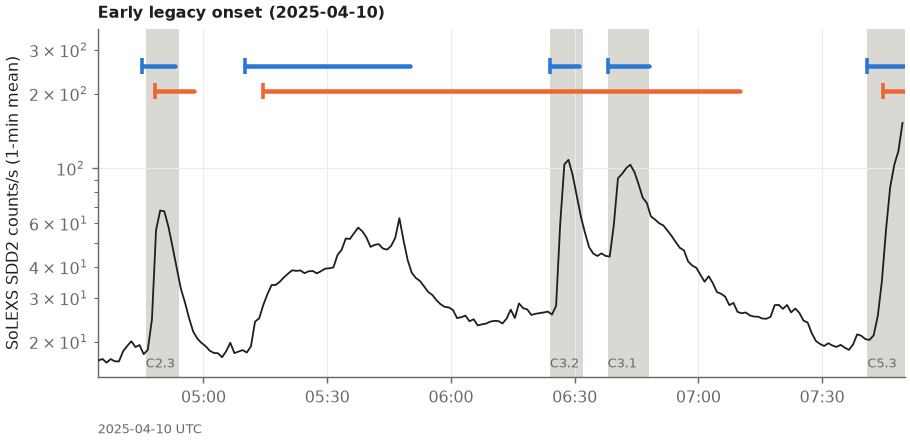 Early legacy onset (2025-04-10)
SoLEXS SDD2 counts/s (1-min mean)
3 × 10²
2 × 10²
10²
6 × 10¹
4 × 10¹
3 × 10¹
2 × 10¹
C2.3
C3.2
C3.1
C5.3
05:00
05:30
06:00
06:30
07:00
07:30
2025-04-10 UTC